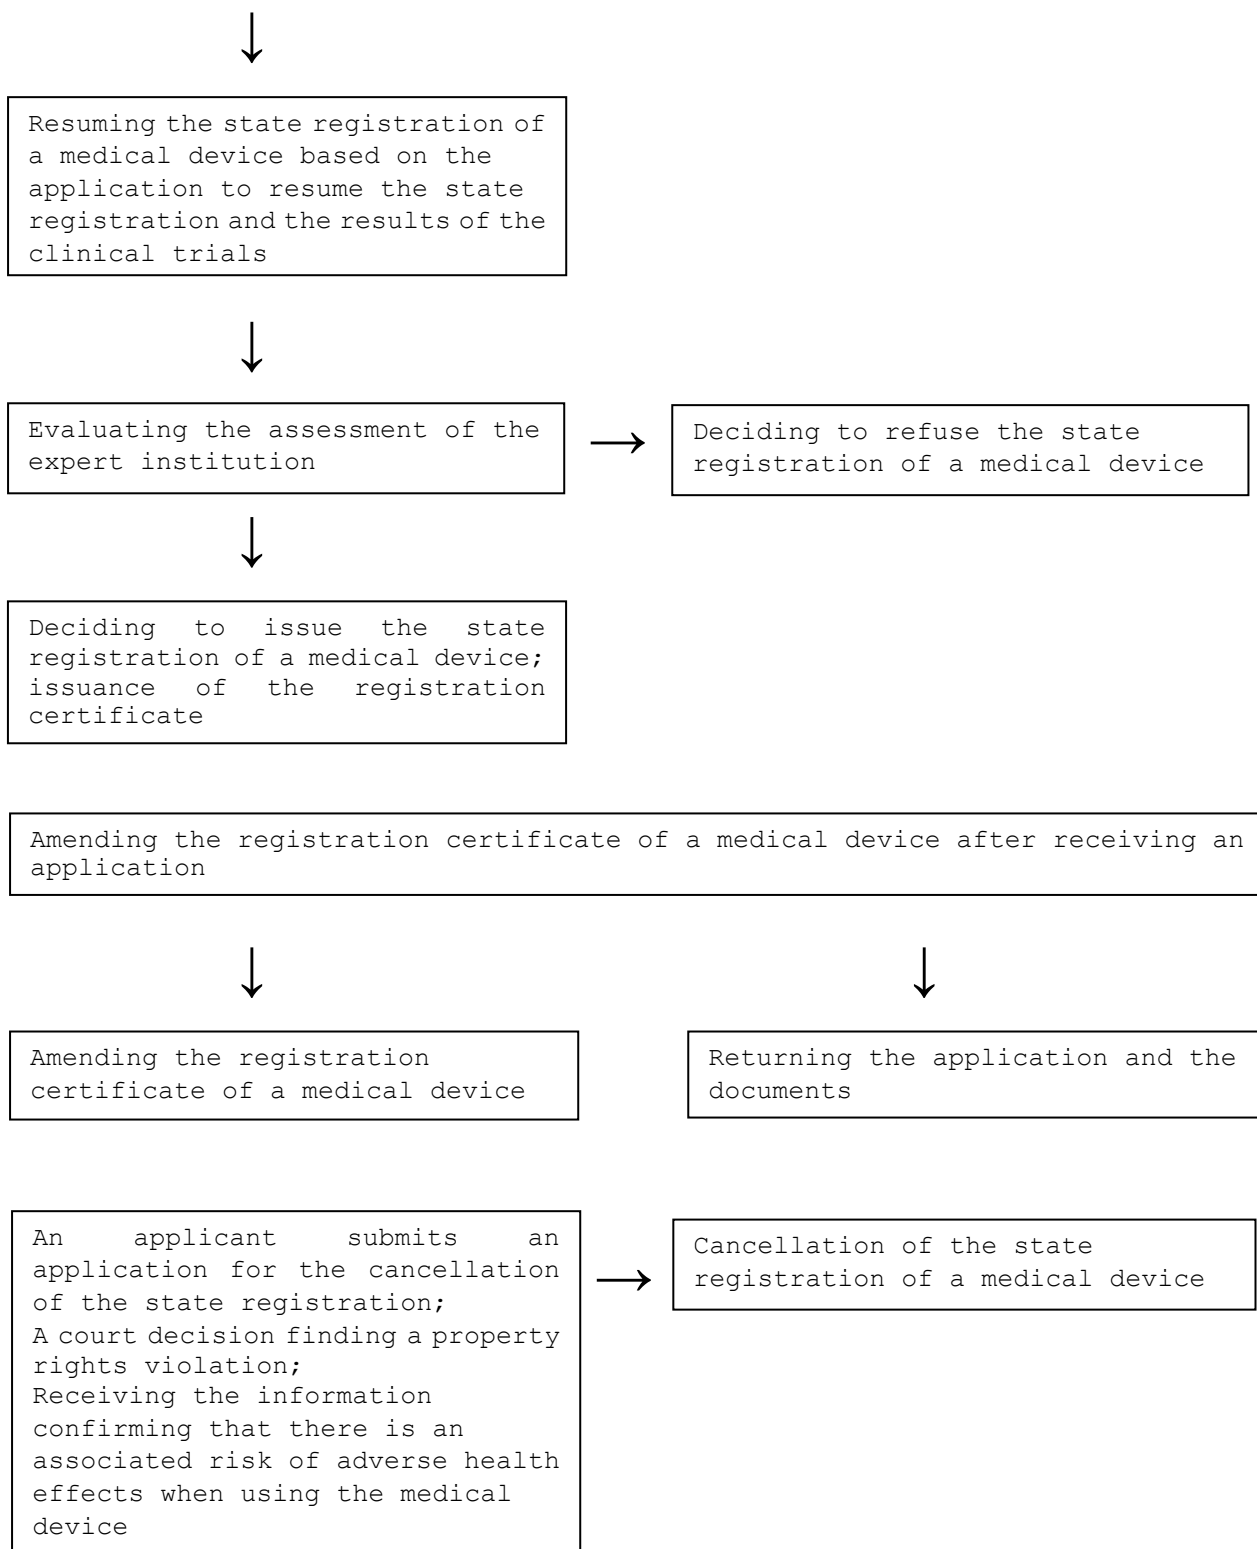 Resuming the state registration of
a medical device based on the
application to resume the state
registration and the results of the
clinical trials
Evaluating the assessment of the
expert institution
Deciding to refuse the state
registration of a medical device
Deciding to issue the state
registration of a medical device;
issuance of the registration
certificate
Amending the registration certificate of a medical device after receiving an
application
Amending the registration
certificate of a medical device
Returning the application and the
documents
An applicant submits an
application for the cancellation
of the state registration;
A court decision finding a property
rights violation;
Receiving the information
confirming that there is an
associated risk of adverse health
effects when using the medical
device
Cancellation of the state
registration of a medical device